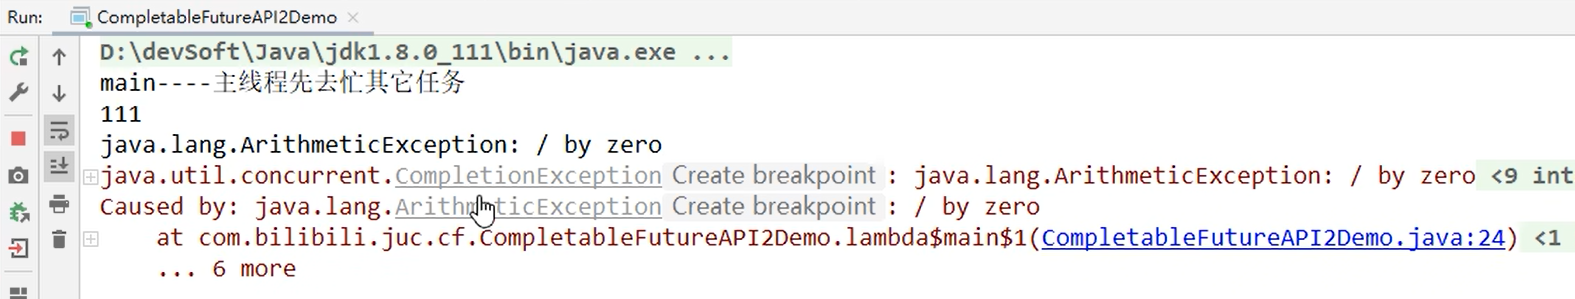 Run: CompletableFutureAPI2Demo
D:\devSoft\Java\jdk1.8.0_111\bin\java.exe ...
main----主线程先去忙其它任务
111
java.lang.ArithmeticException: / by zero
java.util.concurrent.CompletionException Create breakpoint : java.lang.ArithmeticException: / by zero <9 int
Caused by: java.lang.ArithmeticException Create breakpoint : / by zero
at com.bilibili.juc.cf.CompletableFutureAPI2Demo.lambda$main$1(CompletableFutureAPI2Demo.java:24) <1
... 6 more